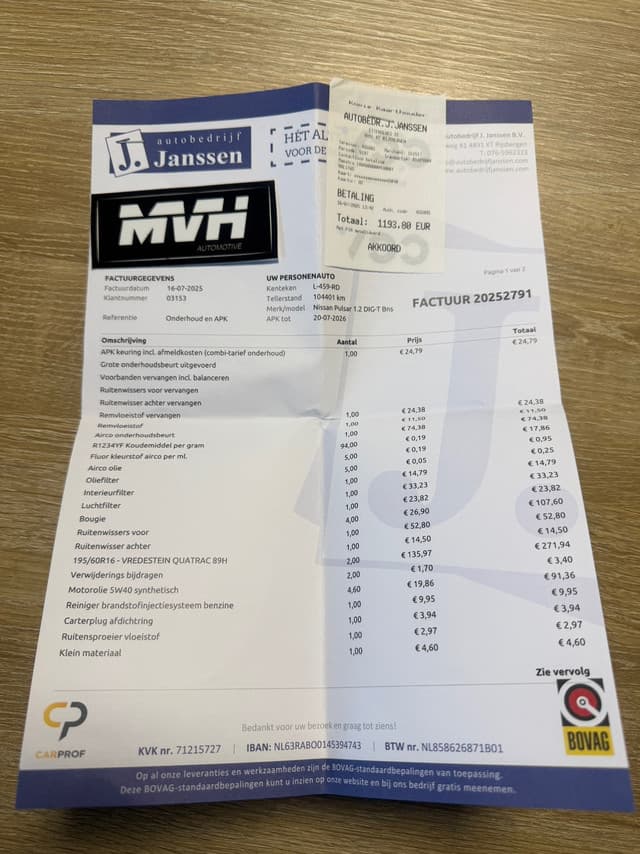 autobedrijf
J. Janssen
HÉT AL
VOOR DE
Kopie Kaarthouder
AUTOBEDR.J.JANSSEN
BETALING
Totaal: 1193.80 EUR
AKKOORD
autobedrijf J. Janssen B.V.
4891 KT Rijsbergen
T: 076-5962222
@autobedrijfjanssen.com
www.autobedrijfjanssen.com
MVH
AUTOMOTIVE
Pagina 1 van 2
FACTUURGEGEVENS
Factuurdatum 16-07-2025
Klantnummer 03153
Referentie Onderhoud en APK
UW PERSONENAUTO
Kenteken L-459-RD
Tellerstand 104401 km
Merk/model Nissan Pulsar 1.2 DIG-T Bns
APK tot 20-07-2026
FACTUUR 20252791
Omschrijving Aantal Prijs Totaal
APK keuring incl. afmeldkosten (combi-tarief onderhoud) 1,00 € 24,79 € 24,79
Grote onderhoudsbeurt uitgevoerd
Voorbanden vervangen incl. balanceren
Ruitenwissers voor vervangen
Ruitenwisser achter vervangen
Remvloeistof vervangen 1,00 € 24,38 € 24,38
Remvloeistof 1,00 € 11,50 € 11,50
Airco onderhoudsbeurt 1,00 € 74,38 € 74,38
R1234YF Koudemiddel per gram 94,00 € 0,19 € 17,86
Fluor kleurstof airco per ml. 5,00 € 0,19 € 0,95
Airco olie 5,00 € 0,05 € 0,25
Oliefilter 1,00 € 14,79 € 14,79
Interieurfilter 1,00 € 33,23 € 33,23
Luchtfilter 1,00 € 23,82 € 23,82
Bougie 4,00 € 26,90 € 107,60
Ruitenwissers voor 1,00 € 52,80 € 52,80
Ruitenwisser achter 1,00 € 14,50 € 14,50
195/60R16 - VREDESTEIN QUATRAC 89H 2,00 € 135,97 € 271,94
Verwijderings bijdragen 2,00 € 1,70 € 3,40
Motorolie 5W40 synthetisch 4,60 € 19,86 € 91,36
Reiniger brandstofinjectiesysteem benzine 1,00 € 9,95 € 9,95
Carterplug afdichtring 1,00 € 3,94 € 3,94
Ruitensproeier vloeistof 1,00 € 2,97 € 2,97
Klein materiaal 1,00 € 4,60 € 4,60
Zie vervolg
CP
CARPROF
Bedankt voor uw bezoek en graag tot ziens!
KVK nr. 71215727 | IBAN: NL63RABO0145394743 | BTW nr. NL858626871B01
BOVAG
Op al onze leveranties en werkzaamheden zijn de BOVAG-standaardbepalingen van toepassing.
Deze BOVAG-standaardbepalingen kunt u inzien op onze website en bij ons bedrijf gratis meenemen.